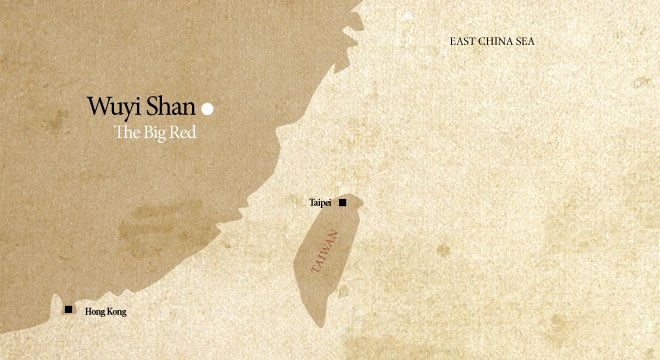 EAST CHINA SEA
Wuyi Shan
The Big Red
Taipei
TAIWAN
Hong Kong